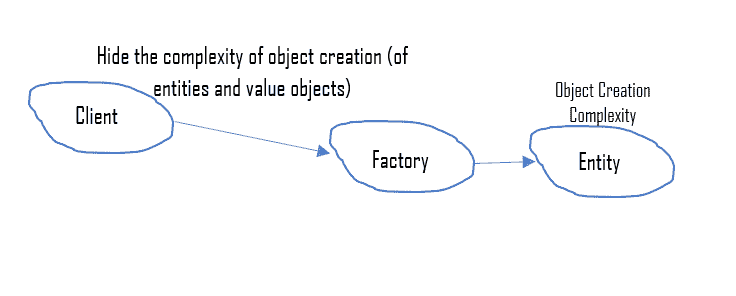 Hide the complexity of object creation (of
entities and value objects)
Client
Object Creation
Complexity
Factory
Entity